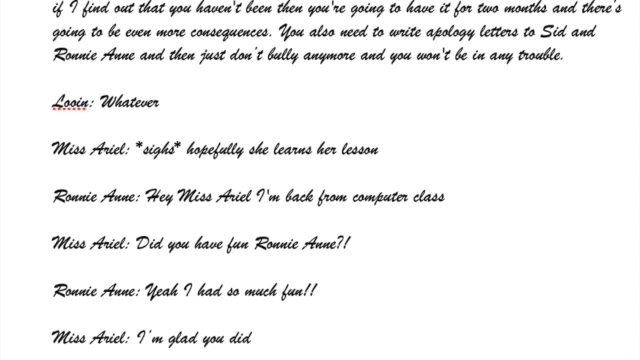 if I find out that you haven't been then you're going to have it for two months and there's
going to be even more consequences. You also need to write apology letters to Sid and
Ronnie Anne and then just don't bully anymore and you won't be in any trouble.
Looin: Whatever
Miss Ariel: *sighs* hopefully she learns her lesson
Ronnie Anne: Hey Miss Ariel I'm back from computer class
Miss Ariel: Did you have fun Ronnie Anne?!
Ronnie Anne: Yeah I had so much fun!!
Miss Ariel: I'm glad you did